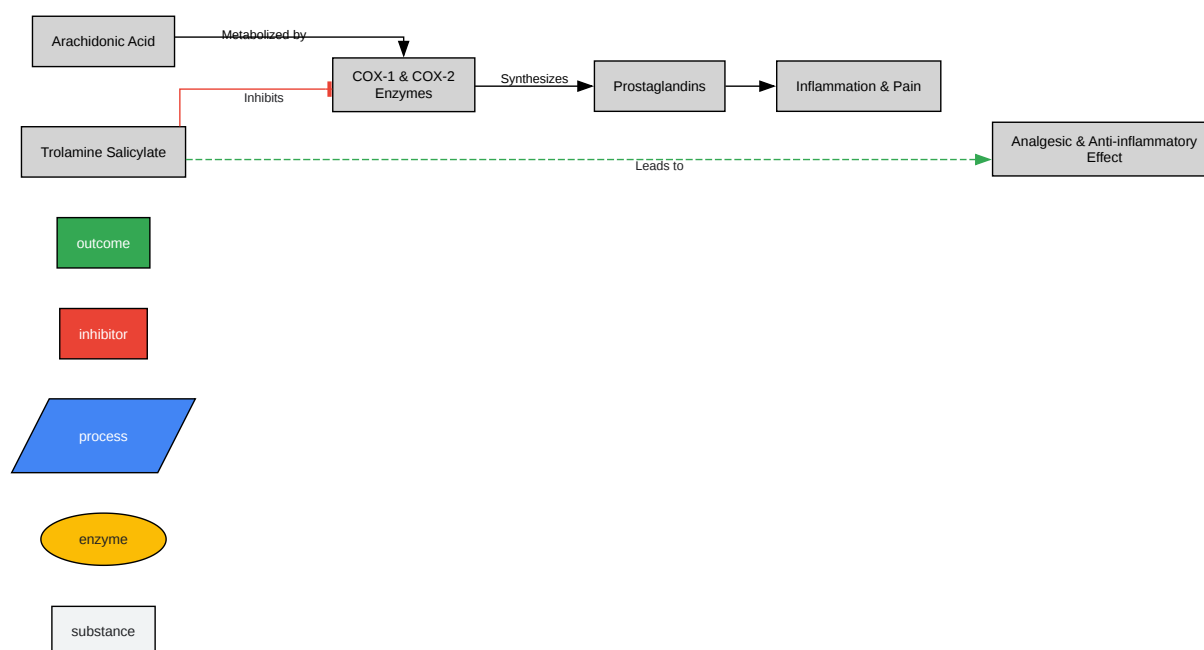 Arachidonic Acid
Metabolized by
COX-1 & COX-2
Enzymes
Synthesizes
Prostaglandins
Inflammation & Pain
Inhibits
Trolamine Salicylate
Leads to
Analgesic & Anti-inflammatory
Effect
outcome
inhibitor
process
enzyme
substance